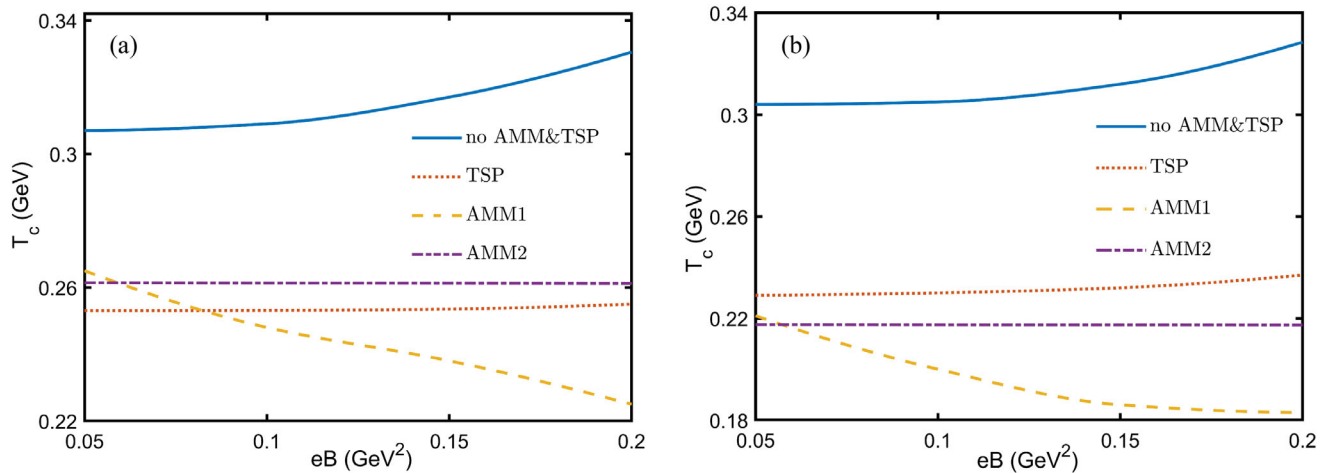 (a)
0.34
0.3
0.26
0.22
T_c (GeV)
no AMM&TSP
TSP
AMM1
AMM2
0.05
0.1
0.15
0.2
eB (GeV²)
(b)
0.34
0.3
0.26
0.22
0.18
T_c (GeV)
no AMM&TSP
TSP
AMM1
AMM2
0.05
0.1
0.15
0.2
eB (GeV²)